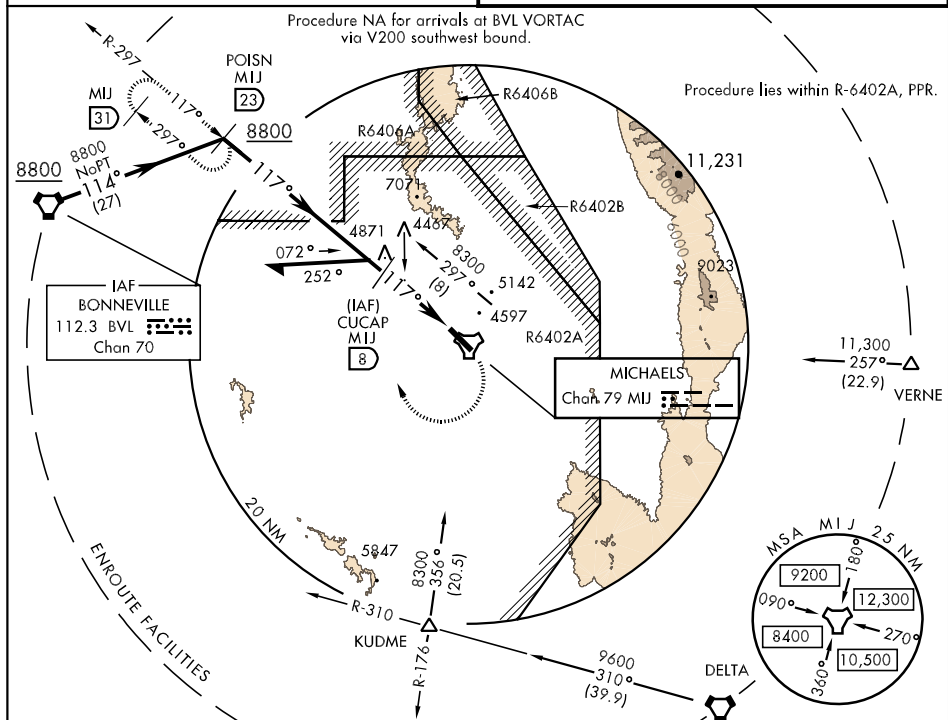 Procedure NA for arrivals at BVL VORTAC
via V200 southwest bound.
R-297
POISN
MIJ
23
MIJ
31
117°
297°
8800
8800
8800
NoPT
114°
(27)
R6406B
Procedure lies within R-6402A, PPR.
R6406A
11,231
8000
6000
7071
117°
R6402B
4871
4467
072°
252°
8300
297°
(8)
5142
9023
4597
117°
IAF
BONNEVILLE
112.3 BVL
Chan 70
(IAF)
CUCAP
MIJ
8
R6402A
11,300
257°
(22.9)
VERNE
MICHAELS
Chan 79 MIJ
20 NM
5847
8300
356°
(20.5)
R-310
KUDME
R-176
ENROUTE FACILITIES
9600
310°
(39.9)
DELTA
MSA MIJ 25 NM
180°
9200
090°
12,300
8400
270°
10,500
360°